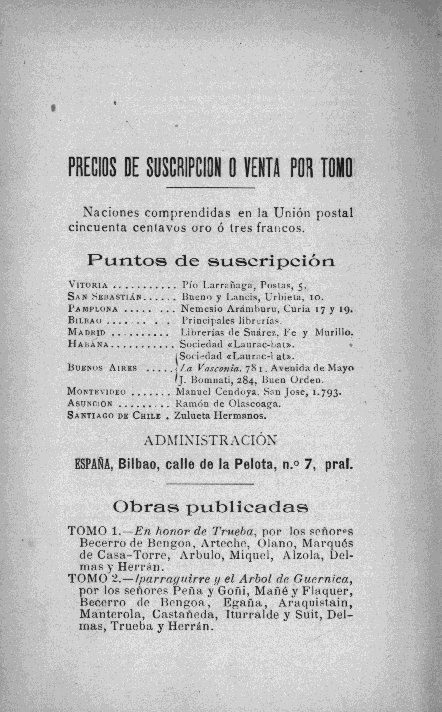 PRECIOS DE SUSCRIPCION O VENTA POR TOMO
Naciones comprendidas en la Unión postal
cincuenta centavos oro ó tres francos.
Puntos de suscripción
VITORIA . . . . . . . . . . . Pío Larrañaga, Postas, 5.
SAN SEBASTIÁN . . . . . . Bueno y Lancis, Urbieta, 10.
PAMPLONA . . . . . . . . Nemesio Arámburu, Curia 17 y 19.
BILBAO . . . . . . . . . Principales librerías.
MADRID . . . . . . . . . . Librerías de Suárez, Fe y Murillo.
HABANA . . . . . . . . . . . Sociedad «Laurac-bat».
Sociedad «Laurac-bat».
BUENOS AIRES . . . . . La Vasconia. 781. Avenida de Mayo
J. Bomnati, 284, Buen Orden.
MONTEVIDEO . . . . . . . Manuel Cendoya. San Jose, 1.793.
ASUNCION . . . . . . . . . Ramón de Olascoaga.
SANTIAGO DE CHILE . Zulueta Hermanos.
ADMINISTRACIÓN
ESPAÑA, Bilbao, calle de la Pelota, n.º 7, pral.
Obras publicadas
TOMO 1.—En honor de Trueba, por los señores
Becerro de Bengoa, Arteche, Olano, Marqués
de Casa-Torre, Arbulo, Miquel, Alzola, Del-
mas y Herrán.
TOMO 2.—Iparraguirre y el Arbol de Guernica,
por los señores Peña y Goñi, Mañé y Flaquer,
Becerro de Bengoa, Egaña, Araquistain,
Manterola, Castañeda, Iturralde y Suit, Del-
mas, Trueba y Herrán.